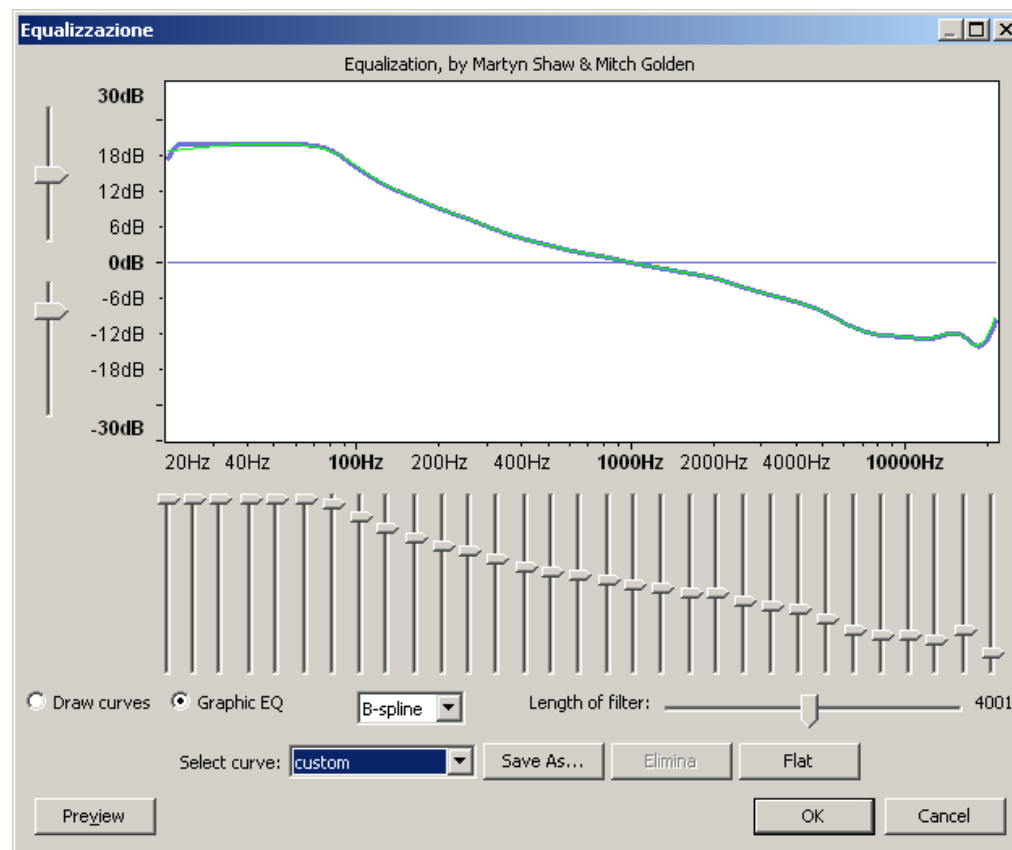 Equalizzazione
Equalization, by Martyn Shaw & Mitch Golden
30dB
18dB
12dB
6dB
0dB
-6dB
-12dB
-18dB
-30dB
20Hz 40Hz 100Hz 200Hz 400Hz 1000Hz 2000Hz 4000Hz 10000Hz
Draw curves Graphic EQ B-spline Length of filter: 4001
Select curve: custom Save As... Elimina Flat
Preview OK Cancel